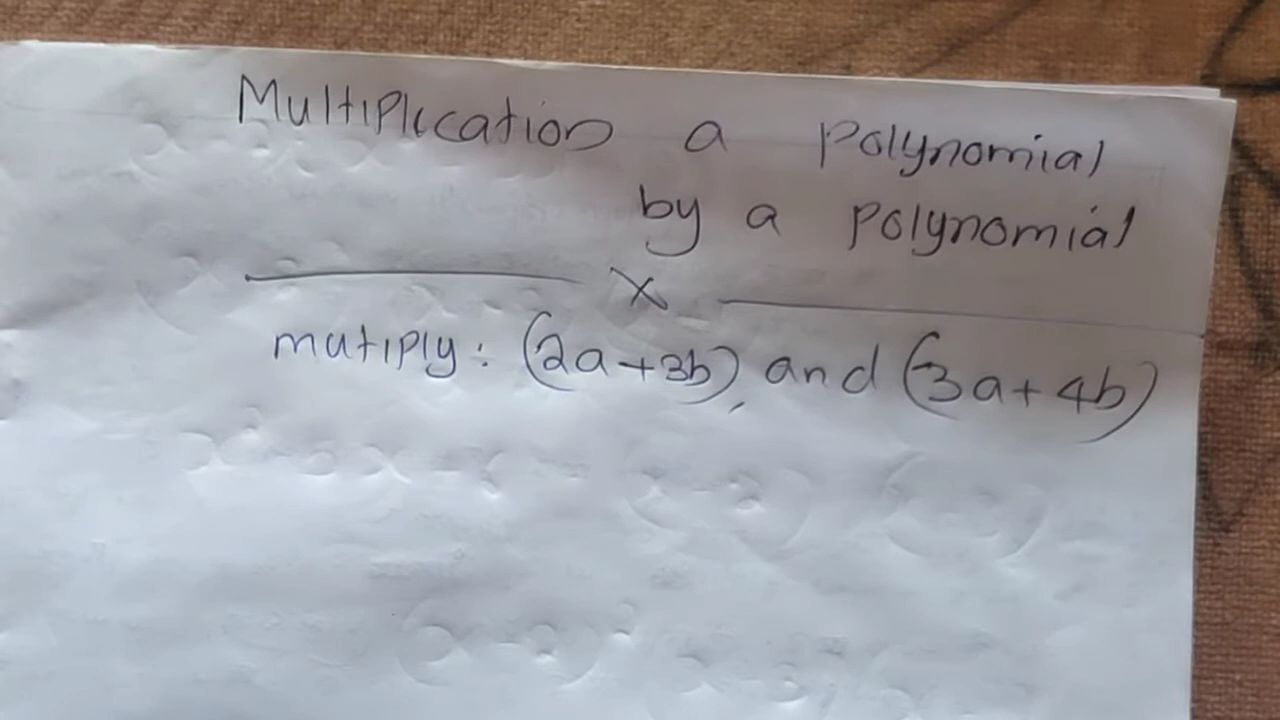 Multiplication a polynomial
by a polynomial
×
mutiply: (2a+3b), and (3a+4b)